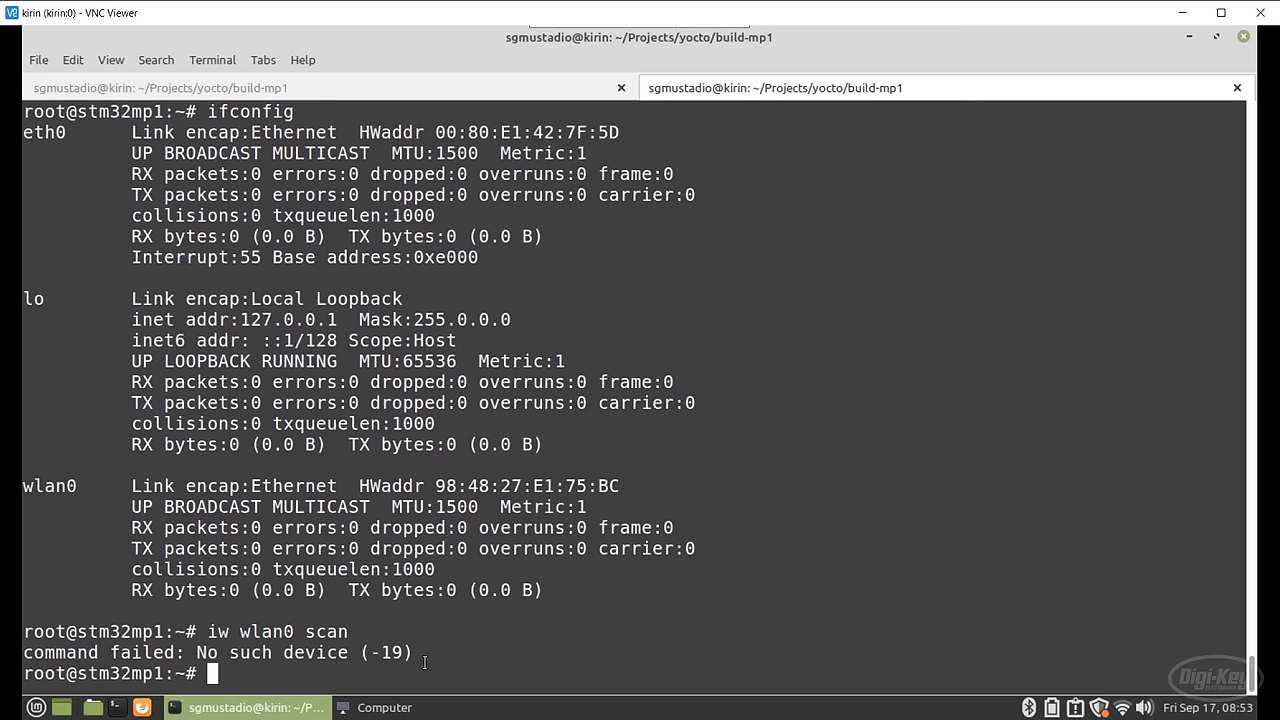 kirin (kirin:0) - VNC Viewer
sgmustadio@kirin: ~/Projects/yocto/build-mp1
File Edit View Search Terminal Tabs Help
sgmustadio@kirin: ~/Projects/yocto/build-mp1
sgmustadio@kirin: ~/Projects/yocto/build-mp1
root@stm32mp1:~# ifconfig
eth0 Link encap:Ethernet HWaddr 00:80:E1:42:7F:5D
UP BROADCAST MULTICAST MTU:1500 Metric:1
RX packets:0 errors:0 dropped:0 overruns:0 frame:0
TX packets:0 errors:0 dropped:0 overruns:0 carrier:0
collisions:0 txqueuelen:1000
RX bytes:0 (0.0 B) TX bytes:0 (0.0 B)
Interrupt:55 Base address:0xe000
lo Link encap:Local Loopback
inet addr:127.0.0.1 Mask:255.0.0.0
inet6 addr: ::1/128 Scope:Host
UP LOOPBACK RUNNING MTU:65536 Metric:1
RX packets:0 errors:0 dropped:0 overruns:0 frame:0
TX packets:0 errors:0 dropped:0 overruns:0 carrier:0
collisions:0 txqueuelen:1000
RX bytes:0 (0.0 B) TX bytes:0 (0.0 B)
wlan0 Link encap:Ethernet HWaddr 98:48:27:E1:75:BC
UP BROADCAST MULTICAST MTU:1500 Metric:1
RX packets:0 errors:0 dropped:0 overruns:0 frame:0
TX packets:0 errors:0 dropped:0 overruns:0 carrier:0
collisions:0 txqueuelen:1000
RX bytes:0 (0.0 B) TX bytes:0 (0.0 B)
root@stm32mp1:~# iw wlan0 scan
command failed: No such device (-19)
root@stm32mp1:~#
Digi-Key
ELECTRONICS
sgmustadio@kirin: ~/P...
Computer
Fri Sep 17, 08:53